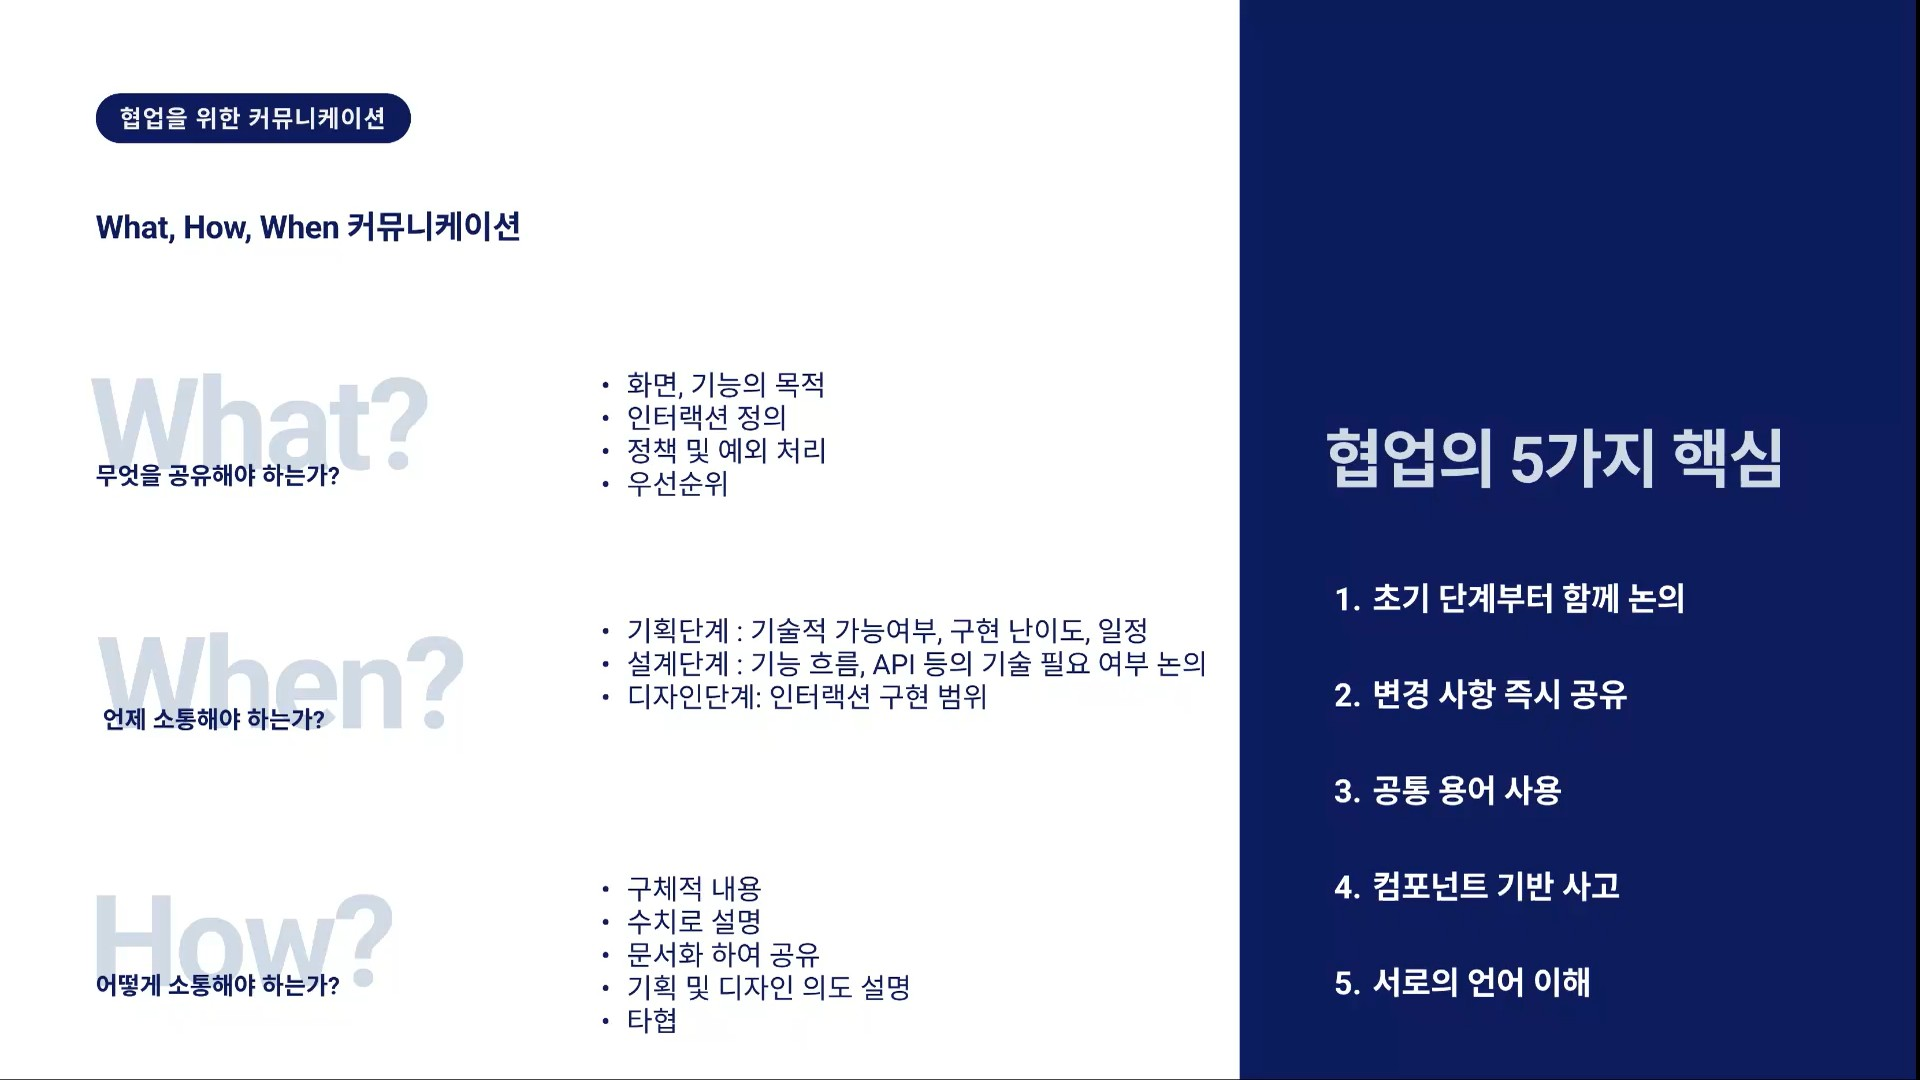 협업을 위한 커뮤니케이션
What, How, When 커뮤니케이션
What?
무엇을 공유해야 하는가?
• 화면, 기능의 목적
• 인터랙션 정의
• 정책 및 예외 처리
• 우선순위
When?
언제 소통해야 하는가?
• 기획단계 : 기술적 가능여부, 구현 난이도, 일정
• 설계단계 : 기능 흐름, API 등의 기술 필요 여부 논의
• 디자인단계: 인터랙션 구현 범위
How?
어떻게 소통해야 하는가?
• 구체적 내용
• 수치로 설명
• 문서화 하여 공유
• 기획 및 디자인 의도 설명
• 타협
협업의 5가지 핵심
1. 초기 단계부터 함께 논의
2. 변경 사항 즉시 공유
3. 공통 용어 사용
4. 컴포넌트 기반 사고
5. 서로의 언어 이해